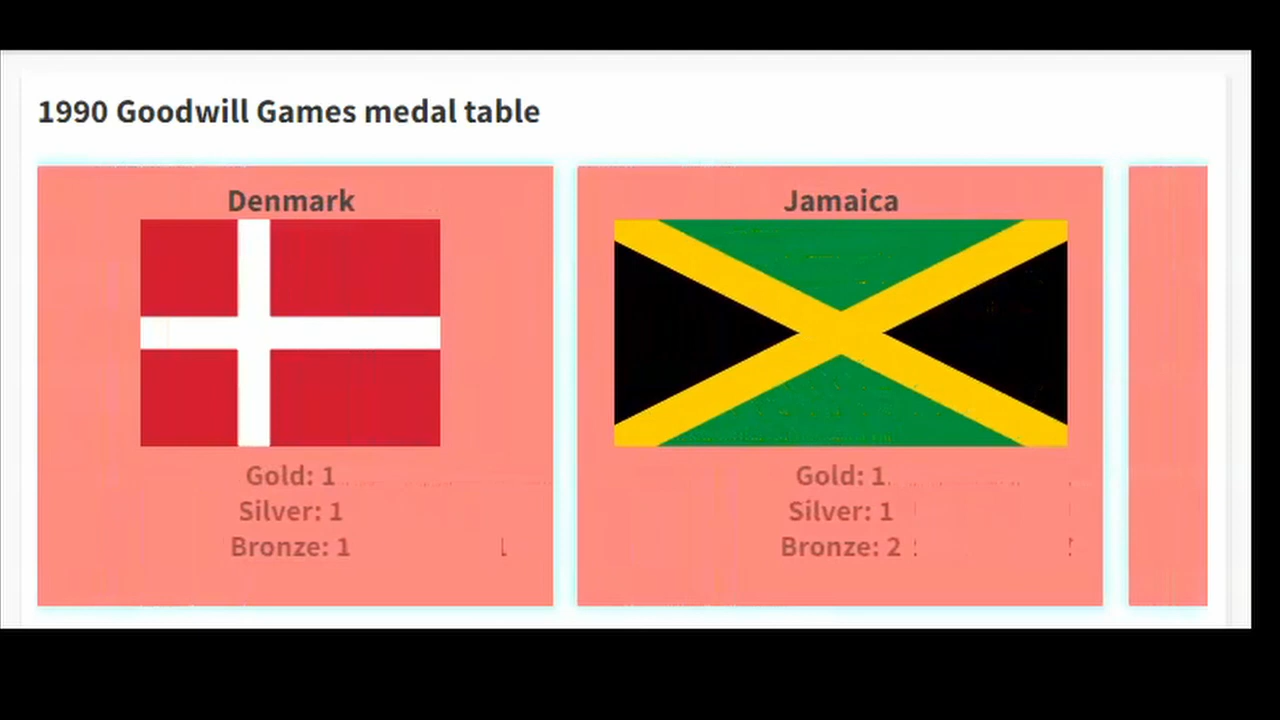 1990 Goodwill Games medal table
Denmark
Gold: 1
Silver: 1
Bronze: 1
Jamaica
Gold: 1
Silver: 1
Bronze: 2